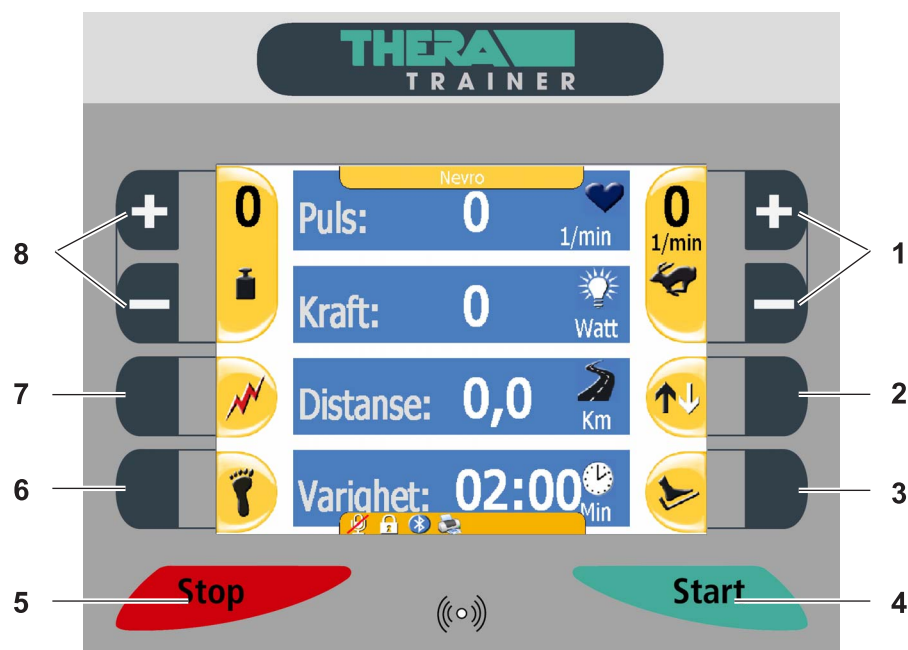 THERA
TRAINER
Nevro
0
Puls:
0
1/min
0
1/min
8
1
Kraft:
0
Watt
7
Distanse:
0,0
Km
2
6
Varighet:
02:00
Min
3
5
Stop
Start
4